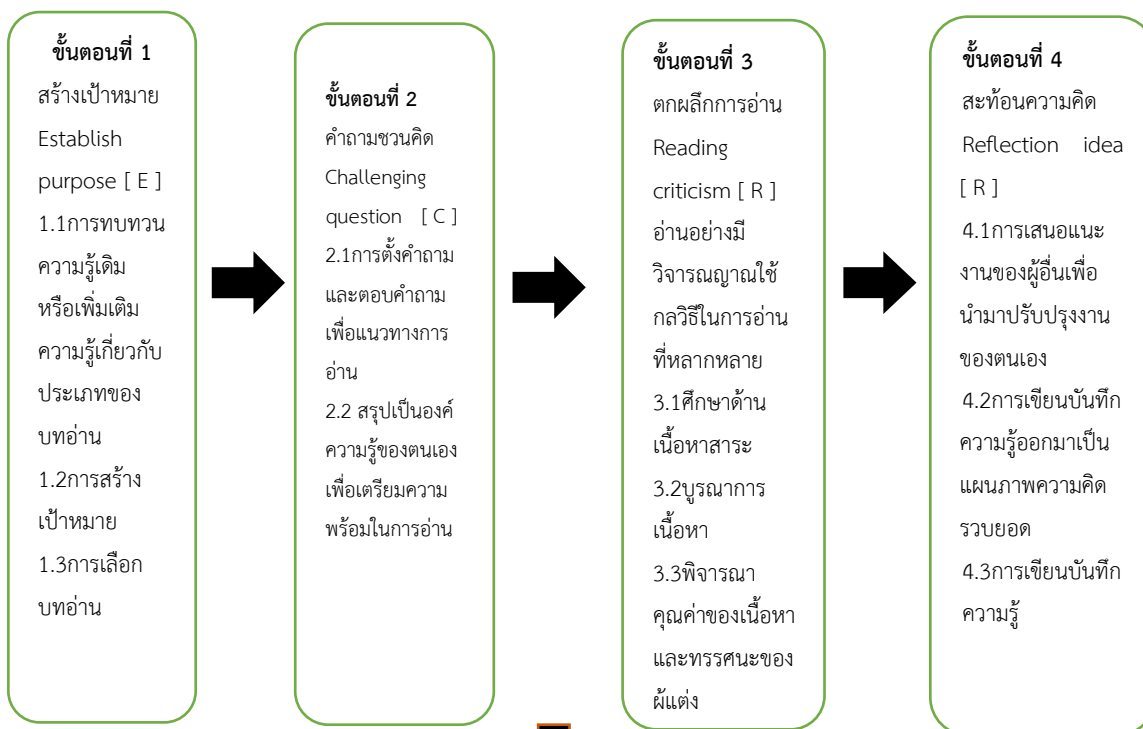 ขั้นตอนที่ 1
สร้างเป้าหมาย
Establish
purpose [ E ]
1.1การทบทวน
ความรู้เดิม
หรือเพิ่มเติม
ความรู้เกี่ยวกับ
ประเภทของ
บทอ่าน
1.2การสร้าง
เป้าหมาย
1.3การเลือก
บทอ่าน
ขั้นตอนที่ 2
คำถามชวนคิด
Challenging
question [ C ]
2.1การตั้งคำถาม
และตอบคำถาม
เพื่อแนวทางการ
อ่าน
2.2 สรุปเป็นองค์
ความรู้ของตนเอง
เพื่อเตรียมความ
พร้อมในการอ่าน
ขั้นตอนที่ 3
ตกผลึกการอ่าน
Reading
criticism [ R ]
อ่านอย่างมี
วิจารณญาณใช้
กลวิธีในการอ่าน
ที่หลากหลาย
3.1ศึกษาด้าน
เนื้อหาสาระ
3.2บูรณาการ
เนื้อหา
3.3พิจารณา
คุณค่าของเนื้อหา
และทรรศนะของ
ผู้แต่ง
ขั้นตอนที่ 4
สะท้อนความคิด
Reflection idea
[ R ]
4.1การเสนอแนะ
งานของผู้อื่นเพื่อ
นำมาปรับปรุงงาน
ของตนเอง
4.2การเขียนบันทึก
ความรู้ออกมาเป็น
แผนภาพความคิด
รวบยอด
4.3การเขียนบันทึก
ความรู้